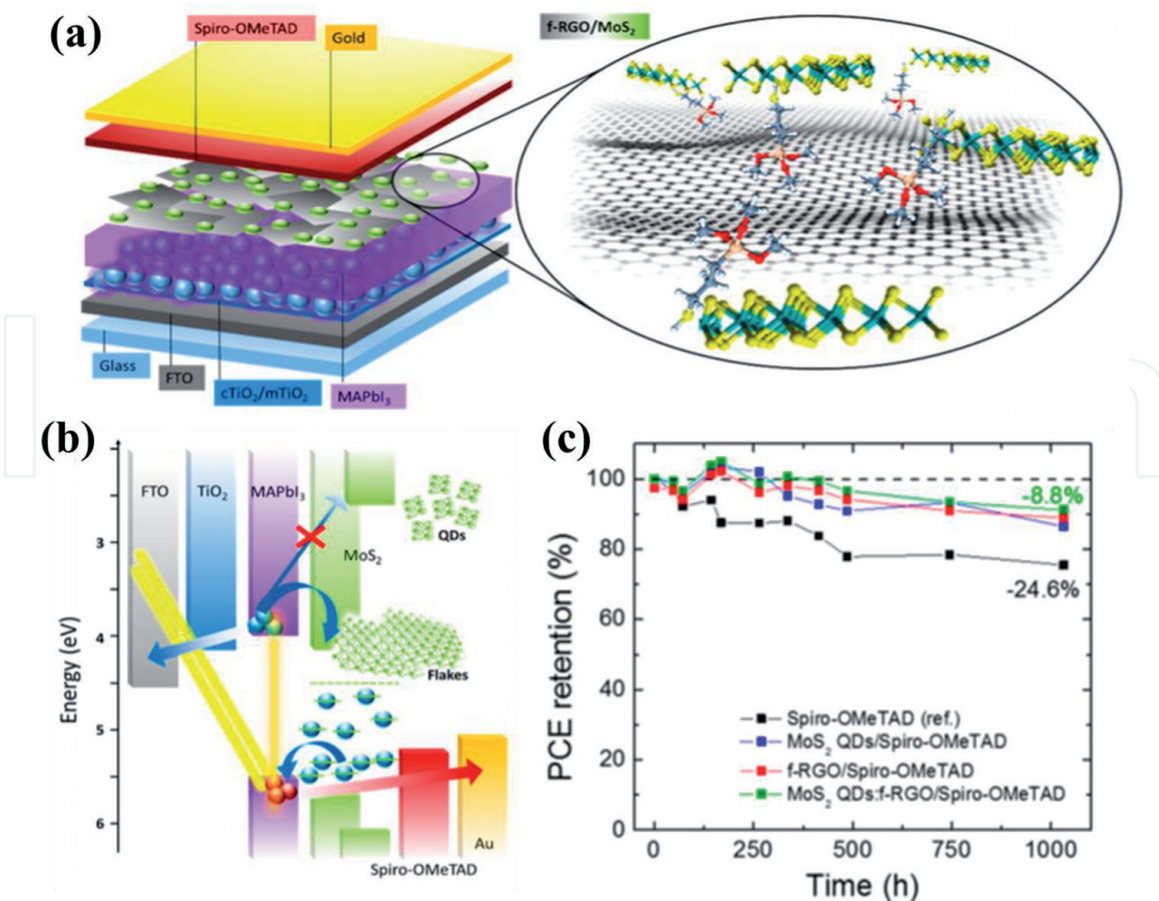 (a)
Spiro-OMeTAD
Gold
f-RGO/MoS₂
Glass
FTO
cTiO₂/mTiO₂
MAPbI₃
(b)
FTO
TiO₂
MAPbI₃
MoS₂
QDs
Flakes
Energy (eV)
3
4
5
6
Au
Spiro-OMeTAD
(c)
PCE retention (%)
100
80
60
40
20
0
-8.8%
-24.6%
Spiro-OMeTAD (ref.)
MoS₂ QDs/Spiro-OMeTAD
f-RGO/Spiro-OMeTAD
MoS₂ QDs:f-RGO/Spiro-OMeTAD
0 250 500 750 1000
Time (h)